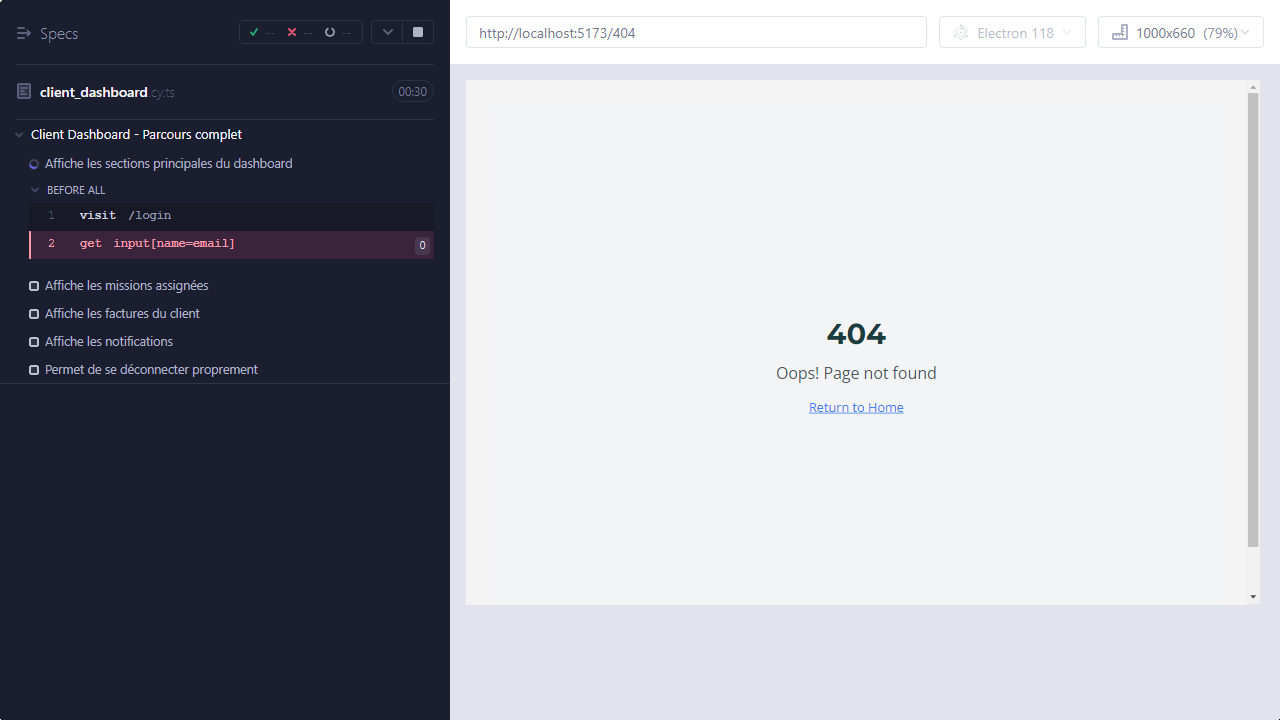 Specs
-- -- --
client_dashboard.cy.ts 00:30
Client Dashboard - Parcours complet
Affiche les sections principales du dashboard
BEFORE ALL
1 visit /login
2 get input[name=email] 0
Affiche les missions assignées
Affiche les factures du client
Affiche les notifications
Permet de se déconnecter proprement
http://localhost:5173/404
Electron 118
1000x660 (79%)
404
Oops! Page not found
Return to Home